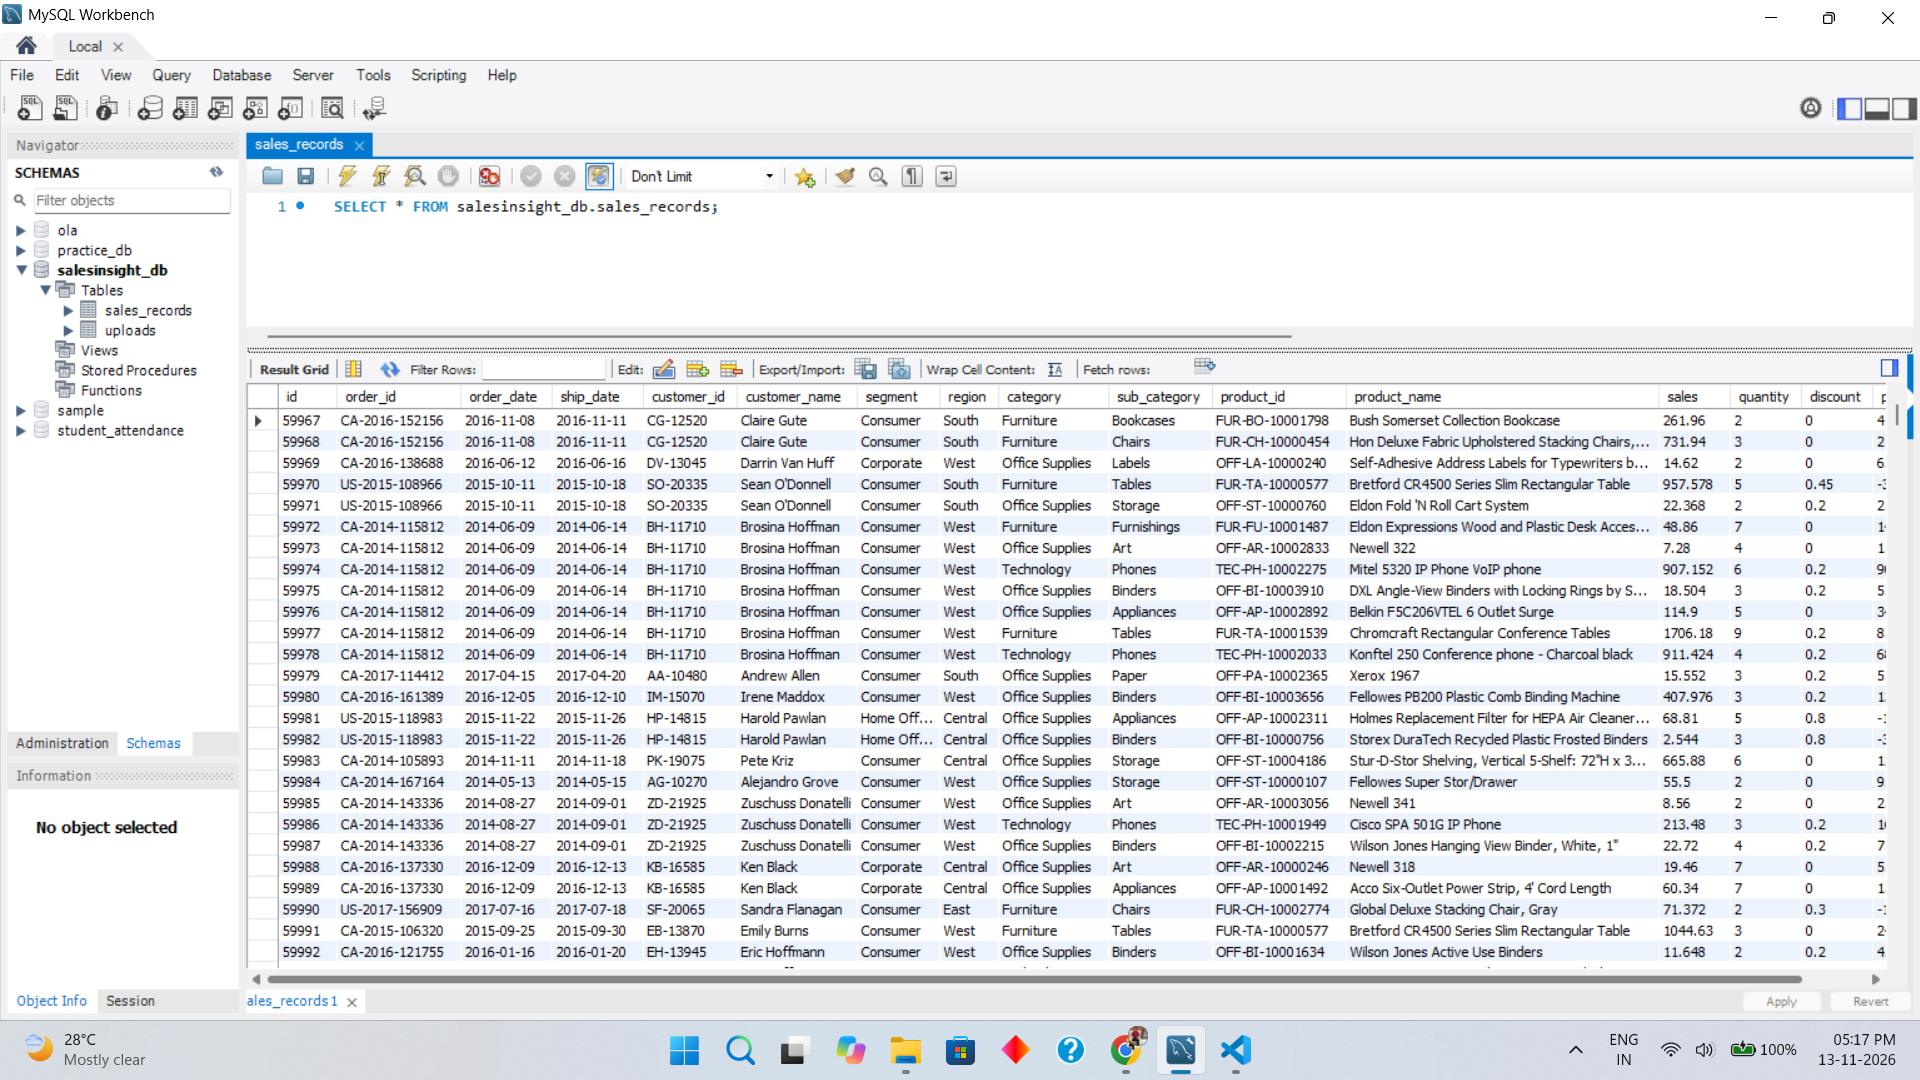 MySQL Workbench
Local
File Edit View Query Database Server Tools Scripting Help
Navigator
SCHEMAS
Filter objects
ola
practice_db
salesinsight_db
Tables
sales_records
uploads
Views
Stored Procedures
Functions
sample
student_attendance
Administration Schemas
Information
No object selected
Object Info Session
sales_records
Don't Limit
1 SELECT * FROM salesinsight_db.sales_records;
Result Grid Filter Rows: Edit: Export/Import: Wrap Cell Content: Fetch rows:
id order_id order_date ship_date customer_id customer_name segment region category sub_category product_id product_name sales quantity discount
59967 CA-2016-152156 2016-11-08 2016-11-11 CG-12520 Claire Gute Consumer South Furniture Bookcases FUR-BO-10001798 Bush Somerset Collection Bookcase 261.96 2 0
59968 CA-2016-152156 2016-11-08 2016-11-11 CG-12520 Claire Gute Consumer South Furniture Chairs FUR-CH-10000454 Hon Deluxe Fabric Upholstered Stacking Chairs,... 731.94 3 0
59969 CA-2016-138688 2016-06-12 2016-06-16 DV-13045 Darrin Van Huff Corporate West Office Supplies Labels OFF-LA-10000240 Self-Adhesive Address Labels for Typewriters b... 14.62 2 0
59970 US-2015-108966 2015-10-11 2015-10-18 SO-20335 Sean O'Donnell Consumer South Furniture Tables FUR-TA-10000577 Bretford CR4500 Series Slim Rectangular Table 957.578 5 0.45
59971 US-2015-108966 2015-10-11 2015-10-18 SO-20335 Sean O'Donnell Consumer South Office Supplies Storage OFF-ST-10000760 Eldon Fold 'N Roll Cart System 22.368 2 0.2
59972 CA-2014-115812 2014-06-09 2014-06-14 BH-11710 Brosina Hoffman Consumer West Furniture Furnishings FUR-FU-10001487 Eldon Expressions Wood and Plastic Desk Acces... 48.86 7 0
59973 CA-2014-115812 2014-06-09 2014-06-14 BH-11710 Brosina Hoffman Consumer West Office Supplies Art OFF-AR-10002833 Newell 322 7.28 4 0
59974 CA-2014-115812 2014-06-09 2014-06-14 BH-11710 Brosina Hoffman Consumer West Technology Phones TEC-PH-10002275 Mitel 5320 IP Phone VoIP phone 907.152 6 0.2
59975 CA-2014-115812 2014-06-09 2014-06-14 BH-11710 Brosina Hoffman Consumer West Office Supplies Binders OFF-BI-10003910 DXL Angle-View Binders with Locking Rings by S... 18.504 3 0.2
59976 CA-2014-115812 2014-06-09 2014-06-14 BH-11710 Brosina Hoffman Consumer West Office Supplies Appliances OFF-AP-10002892 Belkin F5C206VTEL 6 Outlet Surge 114.9 5 0
59977 CA-2014-115812 2014-06-09 2014-06-14 BH-11710 Brosina Hoffman Consumer West Furniture Tables FUR-TA-10001539 Chromcraft Rectangular Conference Tables 1706.18 9 0.2
59978 CA-2014-115812 2014-06-09 2014-06-14 BH-11710 Brosina Hoffman Consumer West Technology Phones TEC-PH-10002033 Konftel 250 Conference phone - Charcoal black 911.424 4 0.2
59979 CA-2017-114412 2017-04-15 2017-04-20 AA-10480 Andrew Allen Consumer South Office Supplies Paper OFF-PA-10002365 Xerox 1967 15.552 3 0.2
59980 CA-2016-161389 2016-12-05 2016-12-10 IM-15070 Irene Maddox Consumer West Office Supplies Binders OFF-BI-10003656 Fellowes PB200 Plastic Comb Binding Machine 407.976 3 0.2
59981 US-2015-118983 2015-11-22 2015-11-26 HP-14815 Harold Pawlan Home Off... Central Office Supplies Appliances OFF-AP-10002311 Holmes Replacement Filter for HEPA Air Cleaner... 68.81 5 0.8
59982 US-2015-118983 2015-11-22 2015-11-26 HP-14815 Harold Pawlan Home Off... Central Office Supplies Binders OFF-BI-10000756 Storex DuraTech Recycled Plastic Frosted Binders 2.544 3 0.8
59983 CA-2014-105893 2014-11-11 2014-11-18 PK-19075 Pete Kriz Consumer Central Office Supplies Storage OFF-ST-10004186 Stur-D-Stor Shelving, Vertical 5-Shelf: 72"H x 3... 665.88 6 0
59984 CA-2014-167164 2014-05-13 2014-05-15 AG-10270 Alejandro Grove Consumer West Office Supplies Storage OFF-ST-10000107 Fellowes Super Stor/Drawer 55.5 2 0
59985 CA-2014-143336 2014-08-27 2014-09-01 ZD-21925 Zuschuss Donatelli Consumer West Office Supplies Art OFF-AR-10003056 Newell 341 8.56 2 0
59986 CA-2014-143336 2014-08-27 2014-09-01 ZD-21925 Zuschuss Donatelli Consumer West Technology Phones TEC-PH-10001949 Cisco SPA 501G IP Phone 213.48 3 0.2
59987 CA-2014-143336 2014-08-27 2014-09-01 ZD-21925 Zuschuss Donatelli Consumer West Office Supplies Binders OFF-BI-10002215 Wilson Jones Hanging View Binder, White, 1" 22.72 4 0.2
59988 CA-2016-137330 2016-12-09 2016-12-13 KB-16585 Ken Black Corporate Central Office Supplies Art OFF-AR-10000246 Newell 318 19.46 7 0
59989 CA-2016-137330 2016-12-09 2016-12-13 KB-16585 Ken Black Corporate Central Office Supplies Appliances OFF-AP-10001492 Acco Six-Outlet Power Strip, 4' Cord Length 60.34 7 0
59990 US-2017-156909 2017-07-16 2017-07-18 SF-20065 Sandra Flanagan Consumer East Furniture Chairs FUR-CH-10002774 Global Deluxe Stacking Chair, Gray 71.372 2 0.3
59991 CA-2015-106320 2015-09-25 2015-09-30 EB-13870 Emily Burns Consumer West Furniture Tables FUR-TA-10000577 Bretford CR4500 Series Slim Rectangular Table 1044.63 3 0
59992 CA-2016-121755 2016-01-16 2016-01-20 EH-13945 Eric Hoffmann Consumer West Office Supplies Binders OFF-BI-10001634 Wilson Jones Active Use Binders 11.648 2 0.2
ales_records 1
Apply Revert
28°C
Mostly clear
ENG
IN
100%
05:17 PM
13-11-2026